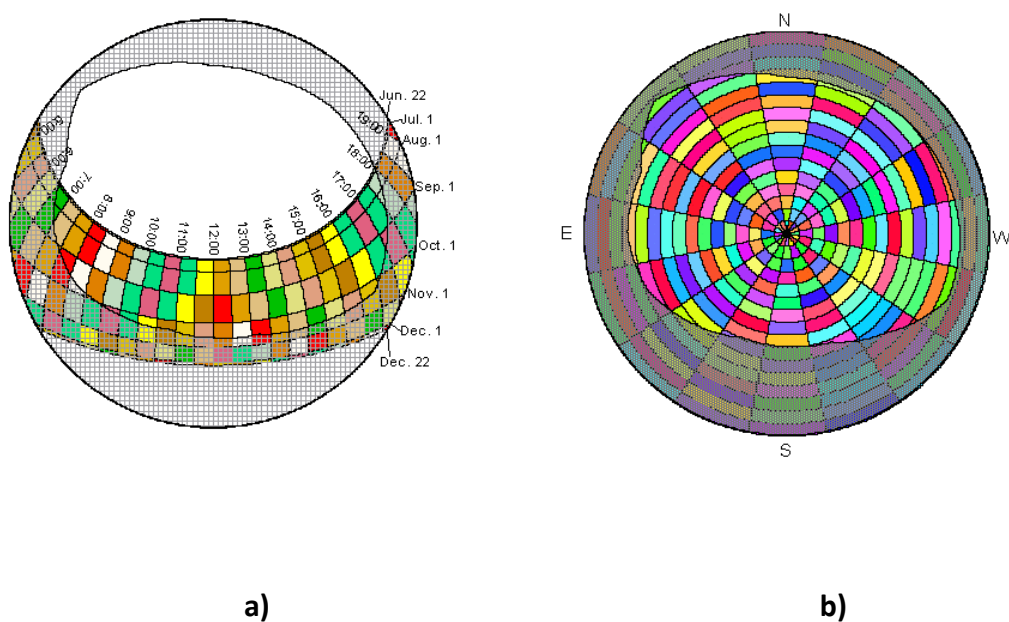 Jun. 22
Jul. 1
Aug. 1
Sep. 1
Oct. 1
Nov. 1
Dec. 1
Dec. 22
6:00
7:00
8:00
9:00
10:00
11:00
12:00
13:00
14:00
15:00
16:00
17:00
18:00
19:00
a)
N
E
W
S
b)